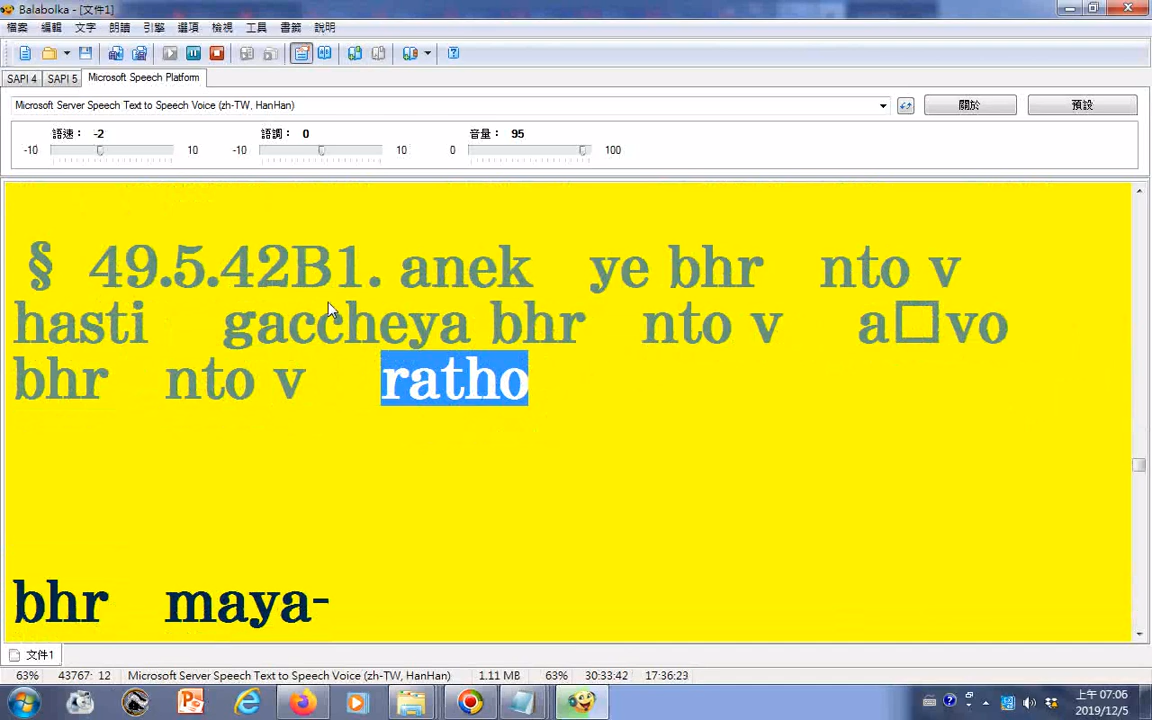 Balabolka - [文件1]
檔案 編輯 文字 朗讀 引擎 選項 檢視 工具 書籤 說明
SAPI 4 SAPI 5 Microsoft Speech Platform
Microsoft Server Speech Text to Speech Voice (zh-TW, HanHan) 關於 預設
語速： -2 語調： 0 音量： 95
-10 10 -10 10 0 100
§ 49.5.42B1. anek ye bhr nto v
hasti gaccheya bhr nto v a□vo
bhr nto v ratho
bhr maya-
文件1
63% 43767: 12 Microsoft Server Speech Text to Speech Voice (zh-TW, HanHan) 1.11 MB 63% 30:33:42 17:36:23
上午 07:06
2019/12/5